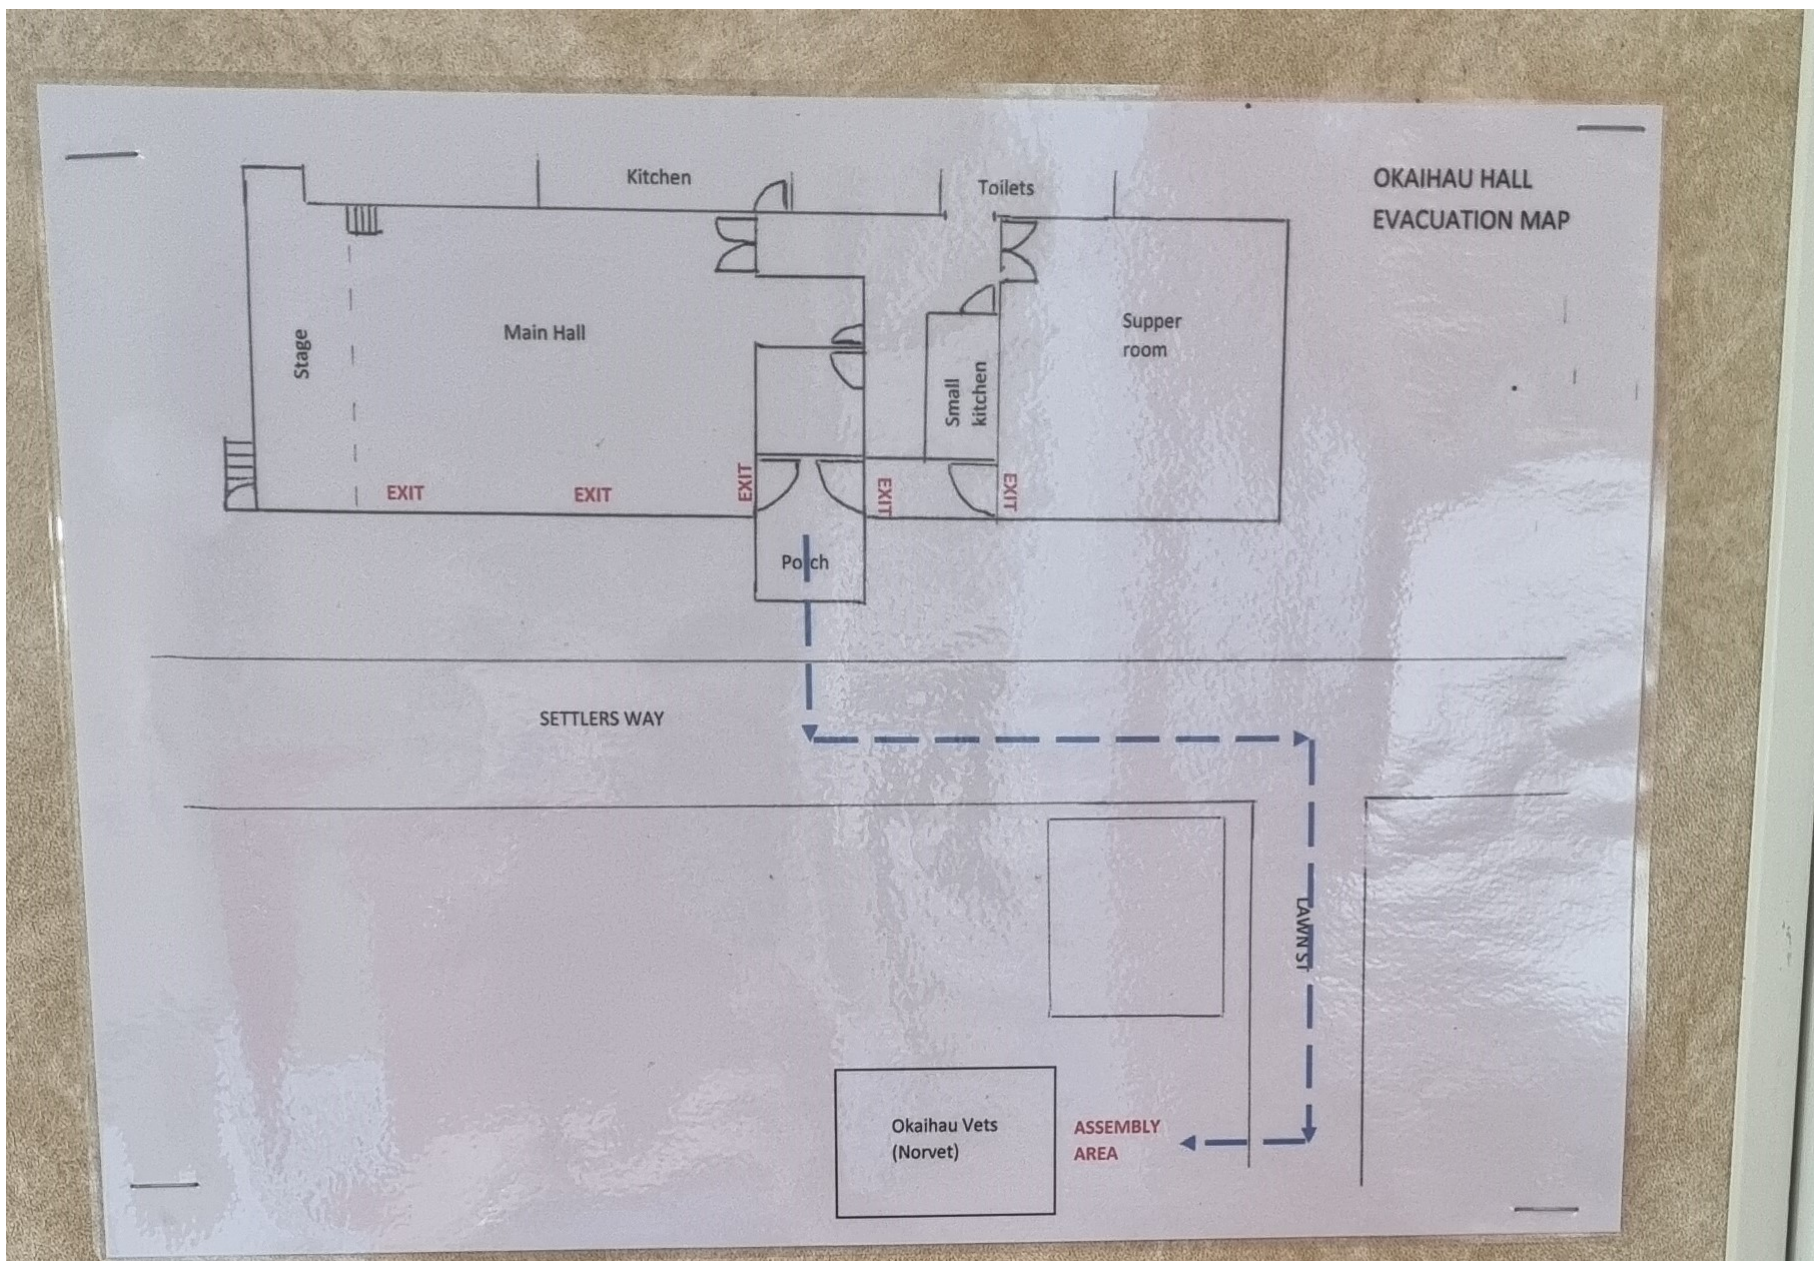 OKAIHAU HALL
EVACUATION MAP
Kitchen
Toilets
Stage
Main Hall
Supper
room
Small
kitchen
EXIT
EXIT
EXIT
EXIT
EXIT
Porch
SETTLERS WAY
LAWN ST
Okaihau Vets
(Norvet)
ASSEMBLY
AREA